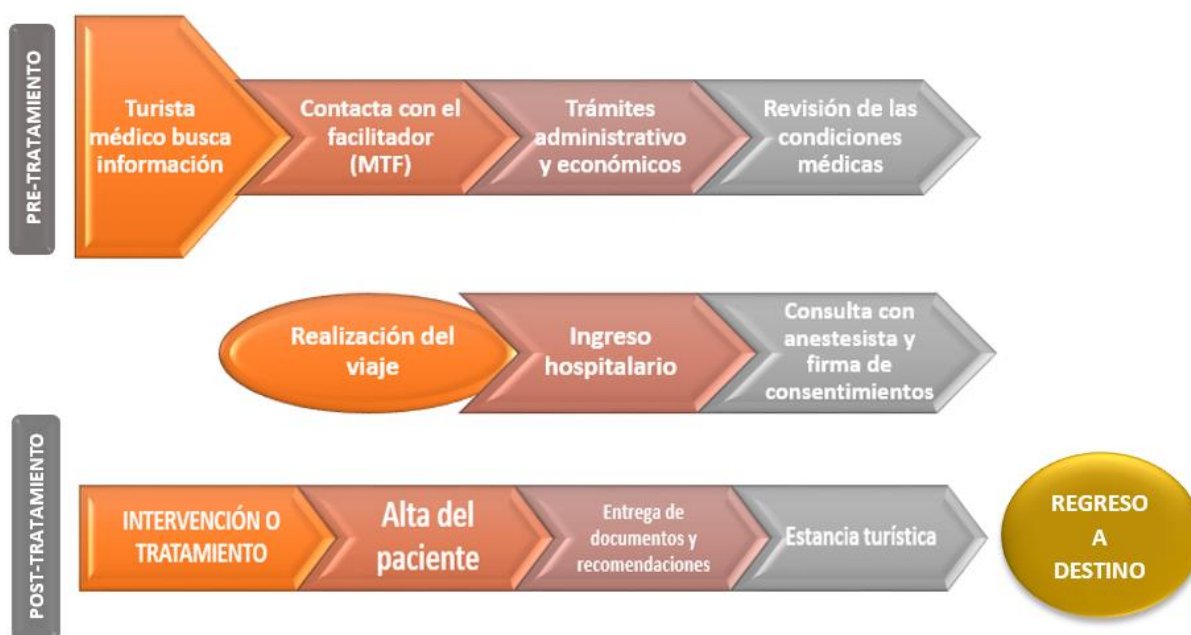 PRE-TRATAMIENTO
Turista
médico busca
información
Contacta con el
facilitador
(MTF)
Trámites
administrativo
y económicos
Revisión de las
condiciones
médicas
Realización del
viaje
Ingreso
hospitalario
Consulta con
anestesista y
firma de
consentimientos
POST-TRATAMIENTO
INTERVENCIÓN O
TRATAMIENTO
Alta del
paciente
Entrega de
documentos y
recomendaciones
Estancia turística
REGRESO
A
DESTINO